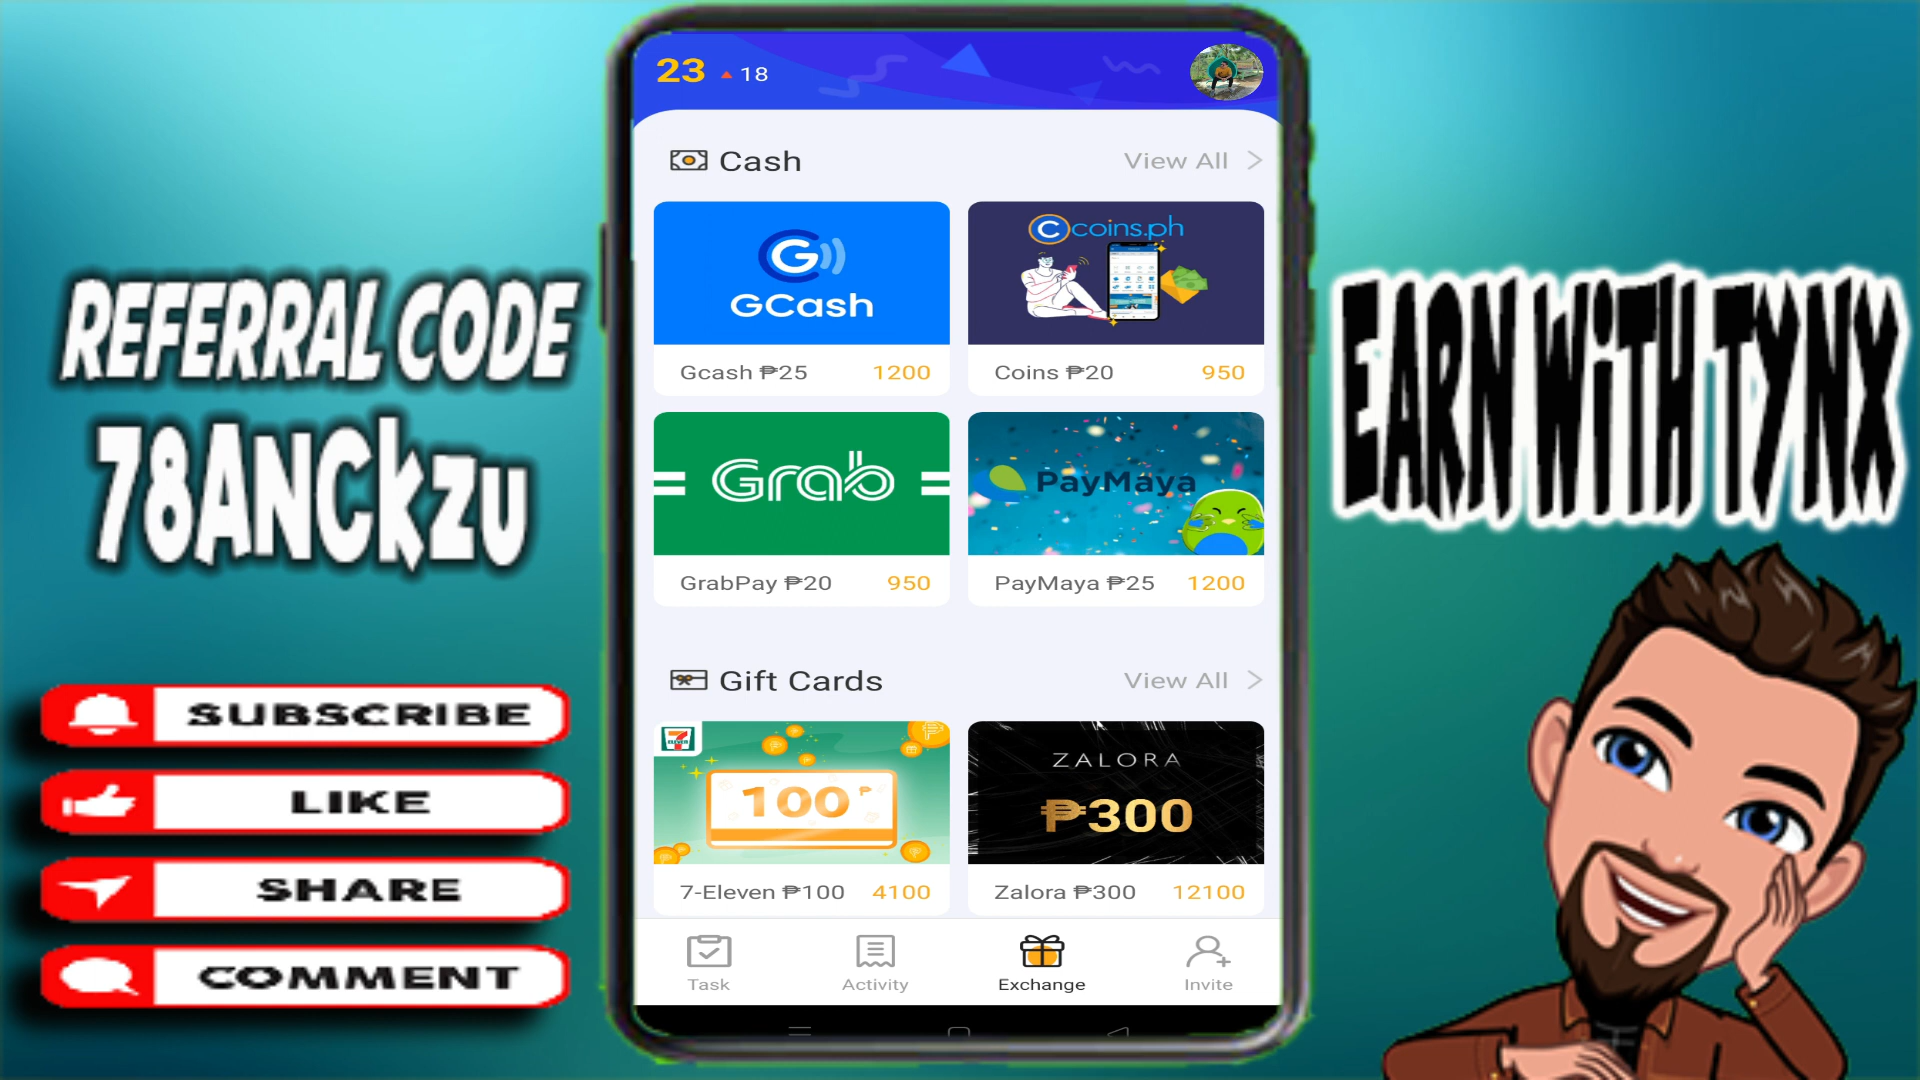 REFERRAL CODE
78ANCkzu
SUBSCRIBE
LIKE
SHARE
COMMENT
23 18
Cash View All
GCash
coins.ph
Gcash ₱25 1200
Coins ₱20 950
Grab
PayMaya
GrabPay ₱20 950
PayMaya ₱25 1200
Gift Cards View All
7 ELEVEN
100 ₱
ZALORA
₱300
7-Eleven ₱100 4100
Zalora ₱300 12100
Task Activity Exchange Invite
EARN WiTH TYNX